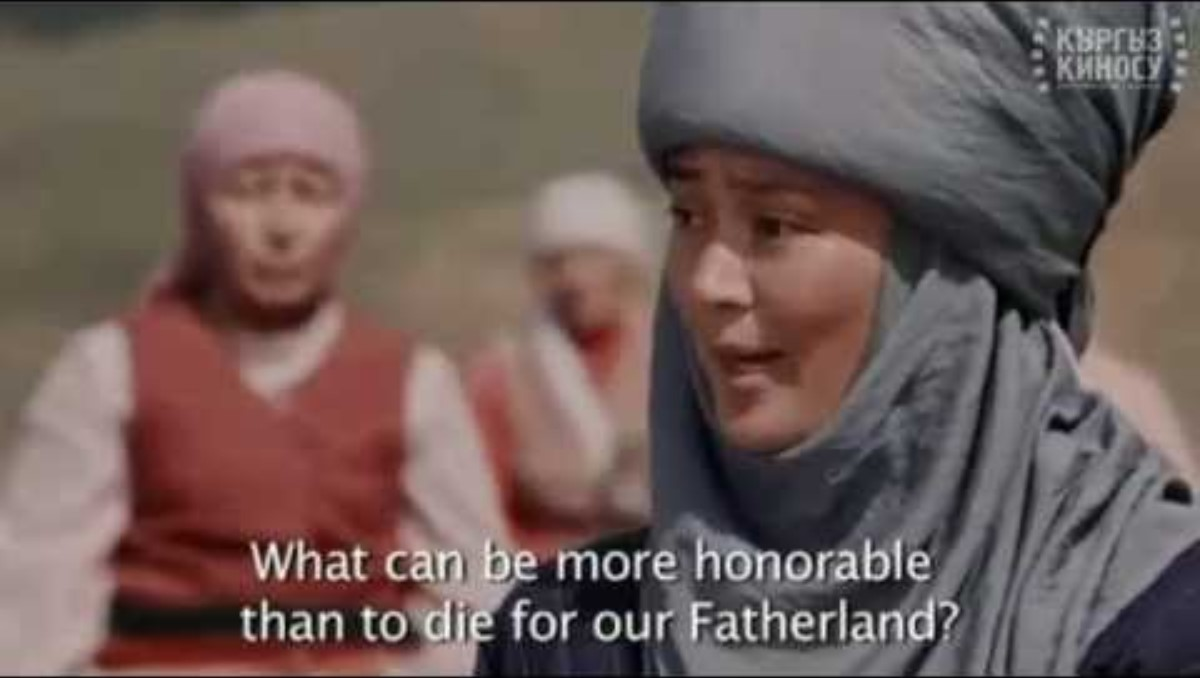 КЫРГЫЗ
КИНОСУ
What can be more honorable
than to die for our Fatherland?